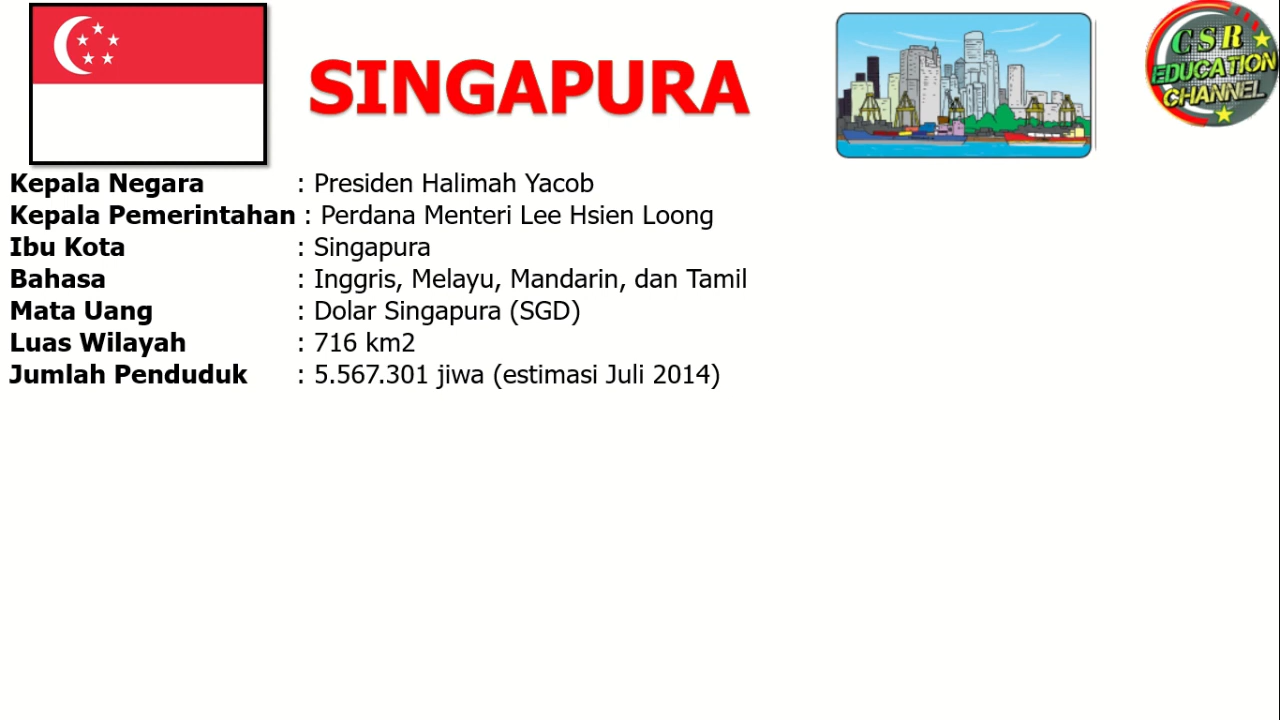 SINGAPURA
CSR
EDUCATION
CHANNEL
Kepala Negara : Presiden Halimah Yacob
Kepala Pemerintahan : Perdana Menteri Lee Hsien Loong
Ibu Kota : Singapura
Bahasa : Inggris, Melayu, Mandarin, dan Tamil
Mata Uang : Dolar Singapura (SGD)
Luas Wilayah : 716 km2
Jumlah Penduduk : 5.567.301 jiwa (estimasi Juli 2014)